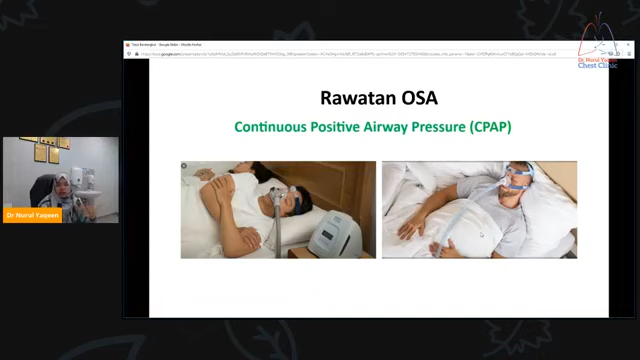 Dr. Nurul Yaqeen
Chest Clinic
Rawatan OSA
Continuous Positive Airway Pressure (CPAP)
Dr Nurul Yaqeen